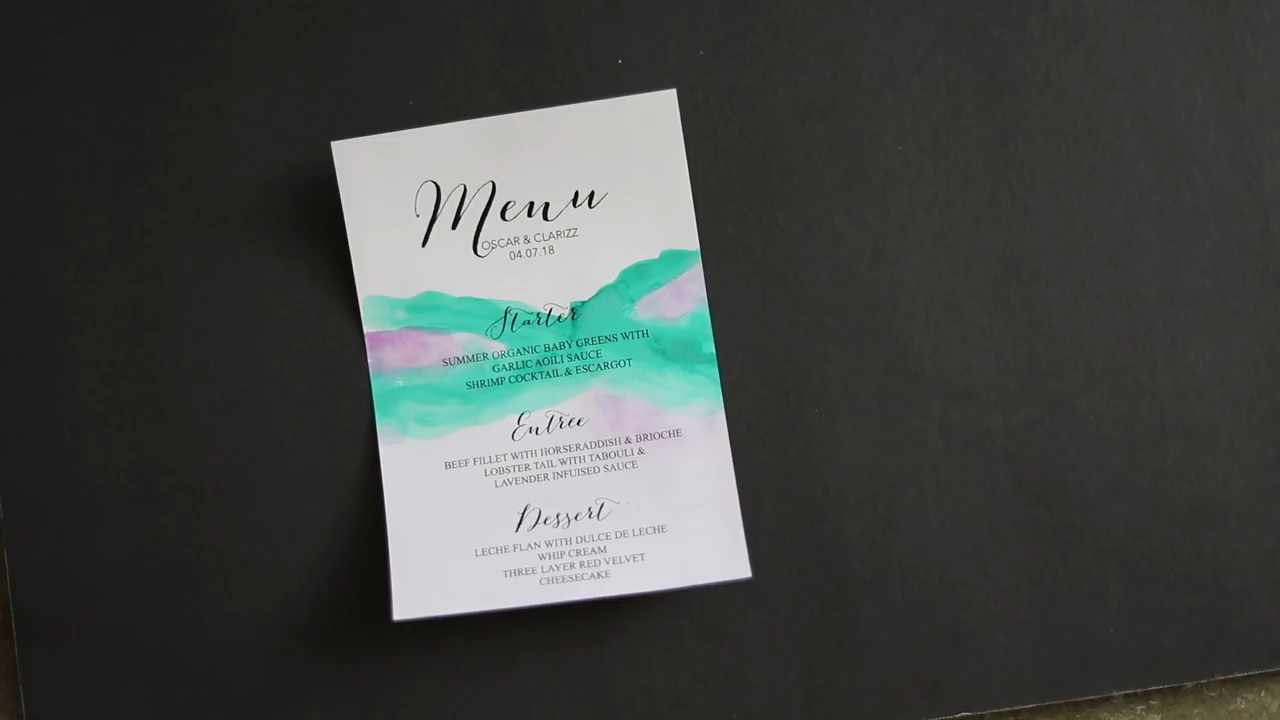 Menu
OSCAR & CLARIZZ
04.07.18
Starter
SUMMER ORGANIC BABY GREENS WITH
GARLIC AOILI SAUCE
SHRIMP COCKTAIL & ESCARGOT
Entree
BEEF FILLET WITH HORSERADDISH & BRIOCHE
LOBSTER TAIL WITH TABOULI &
LAVENDER INFUISED SAUCE
Dessert
LECHE FLAN WITH DULCE DE LECHE
WHIP CREAM
THREE LAYER RED VELVET
CHEESECAKE